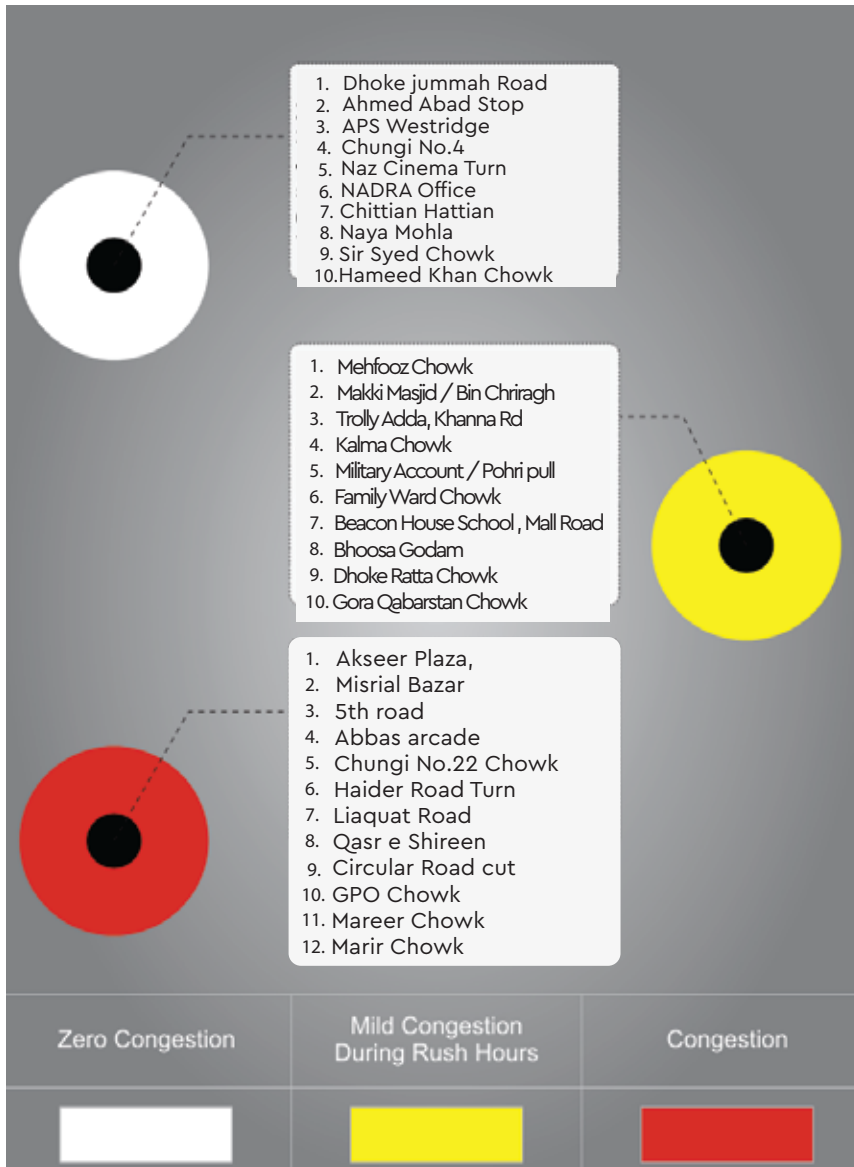 1. Dhoke jummah Road
2. Ahmed Abad Stop
3. APS Westridge
4. Chungi No.4
5. Naz Cinema Turn
6. NADRA Office
7. Chittian Hattian
8. Naya Mohla
9. Sir Syed Chowk
10.Hameed Khan Chowk
1. Mehfooz Chowk
2. Makki Masjid / Bin Chriragh
3. Trolly Adda, Khanna Rd
4. Kalma Chowk
5. Military Account / Pohri pull
6. Family Ward Chowk
7. Beacon House School , Mall Road
8. Bhoosa Godam
9. Dhoke Ratta Chowk
10. Gora Qabarstan Chowk
1. Akseer Plaza,
2. Misrial Bazar
3. 5th road
4. Abbas arcade
5. Chungi No.22 Chowk
6. Haider Road Turn
7. Liaquat Road
8. Qasr e Shireen
9. Circular Road cut
10. GPO Chowk
11. Mareer Chowk
12. Marir Chowk
Zero Congestion
Mild Congestion
During Rush Hours
Congestion